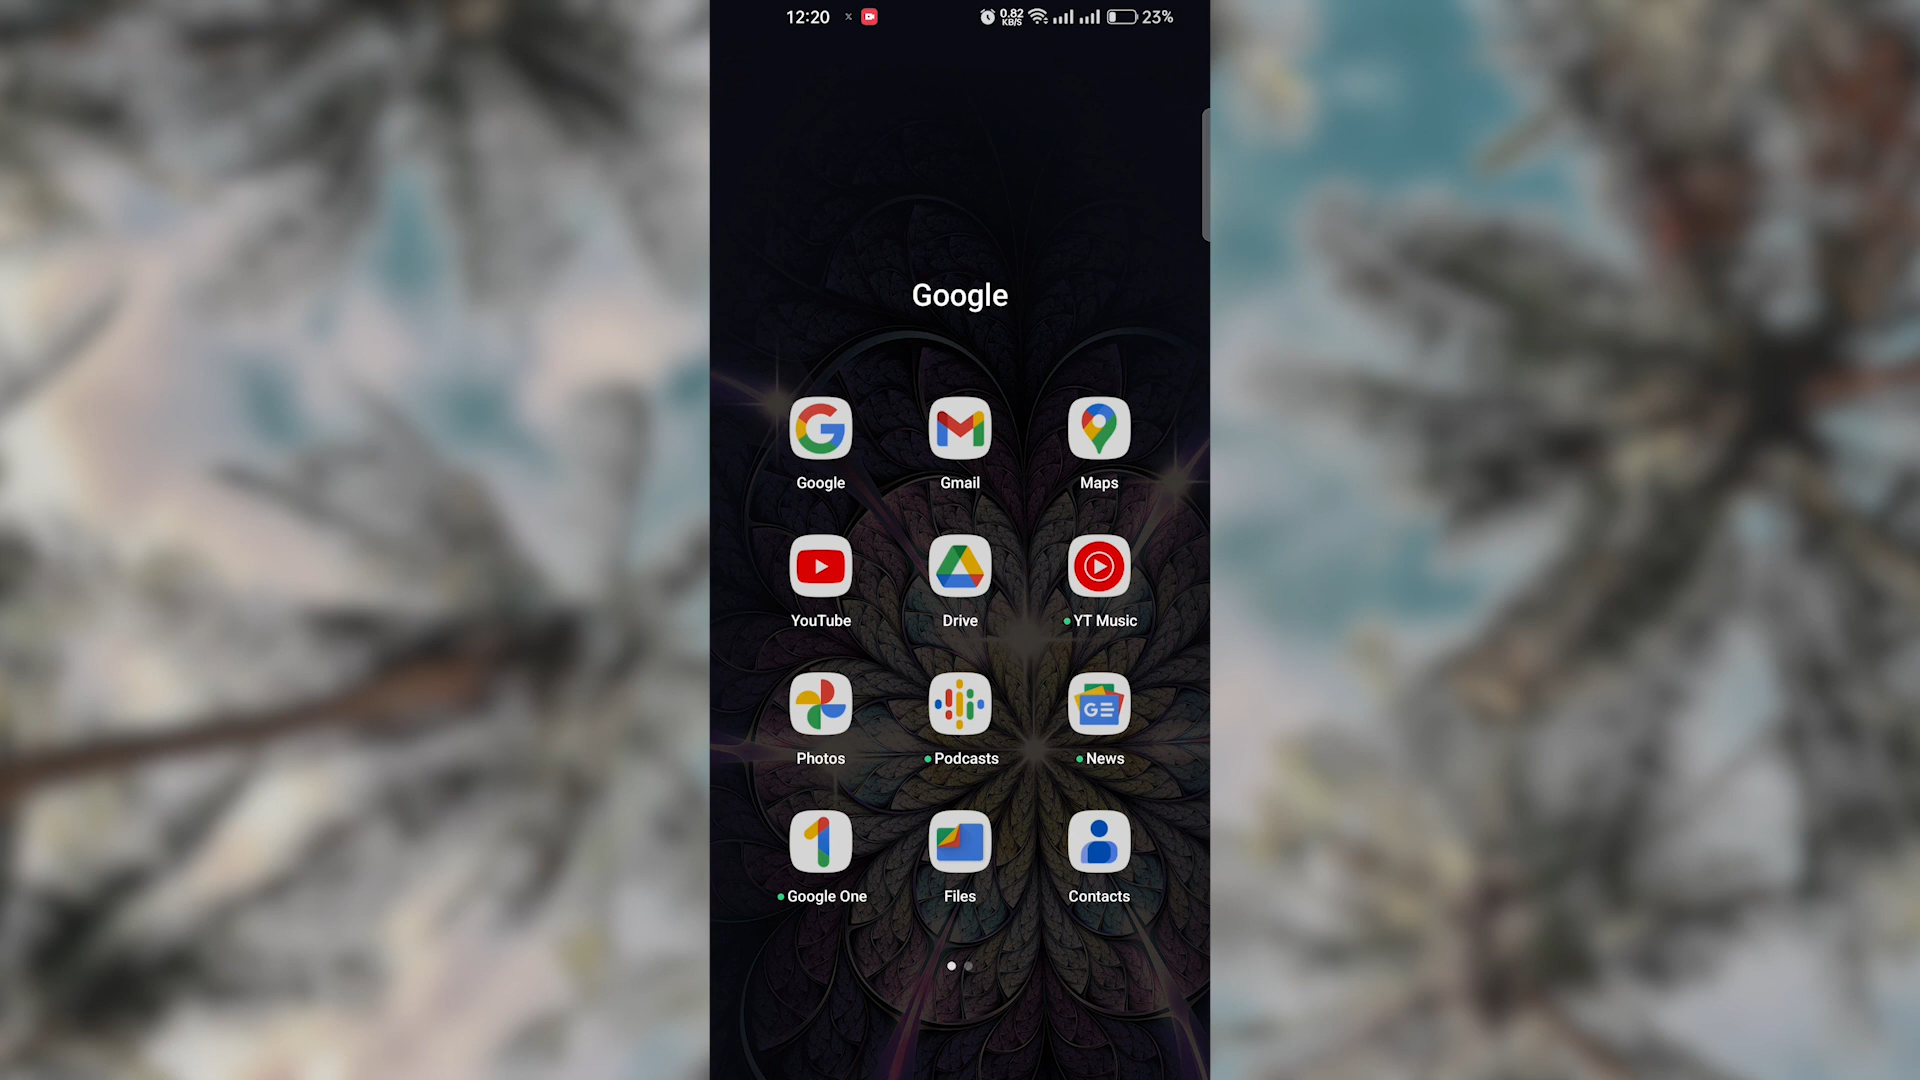 12:20 0.82 KB/S 23%
Google
Google Gmail Maps
YouTube Drive YT Music
Photos Podcasts News
Google One Files Contacts